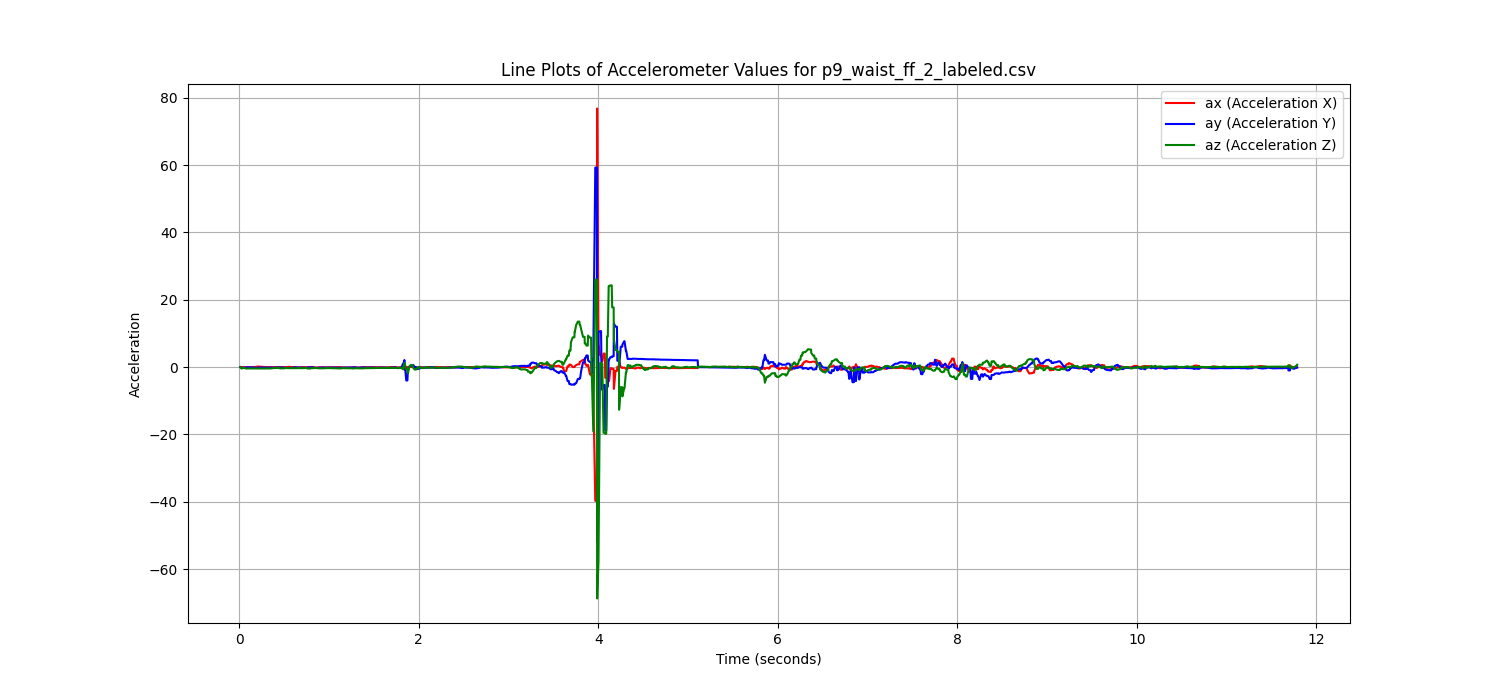 Line Plots of Accelerometer Values for p9_waist_ff_2_labeled.csv
80
60
40
20
0
−20
−40
−60
Acceleration
ax (Acceleration X)
ay (Acceleration Y)
az (Acceleration Z)
0 2 4 6 8 10 12
Time (seconds)